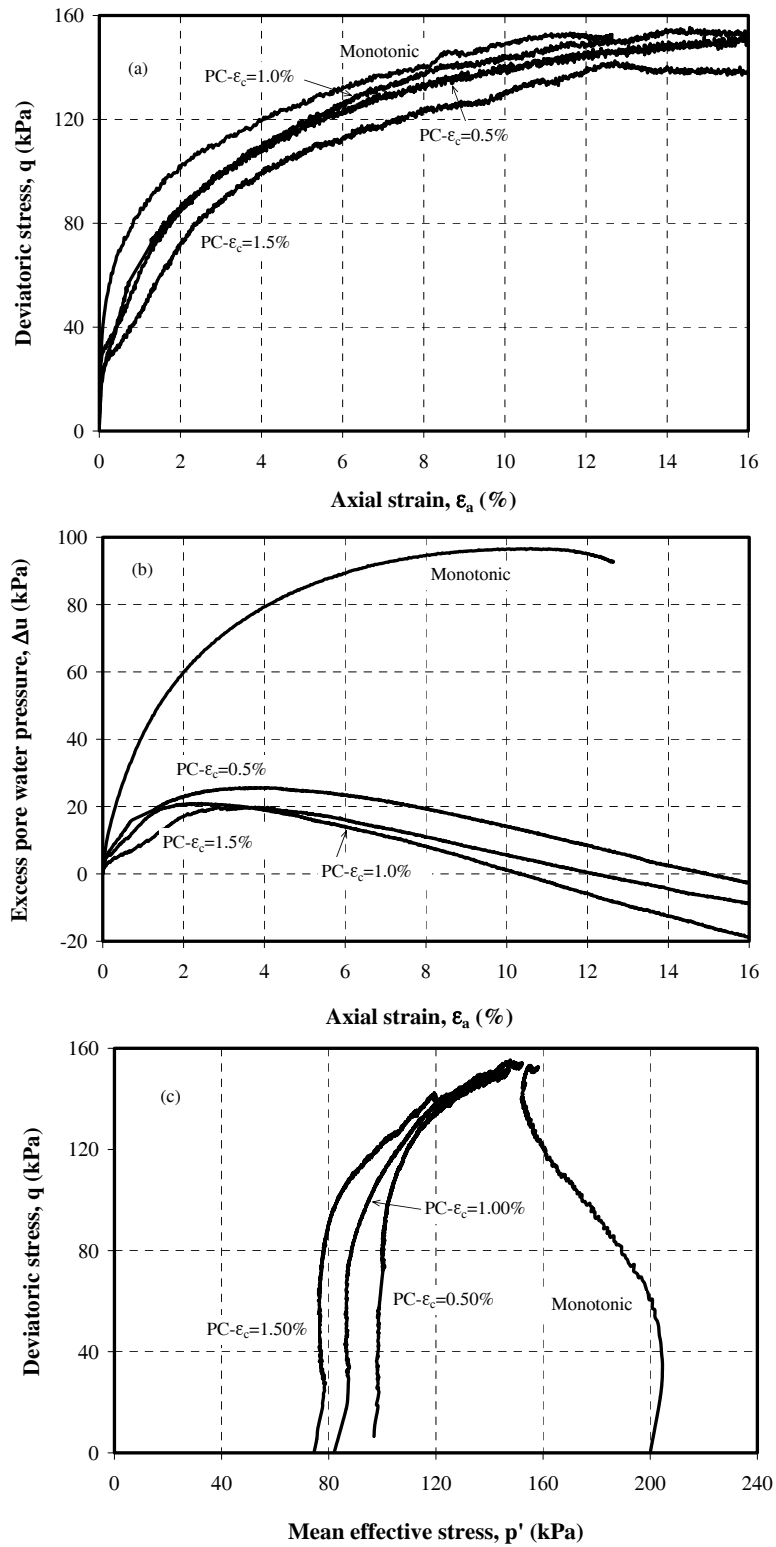 160
(a)
Monotonic
PC-εc=1.0%
120
PC-εc=0.5%
80
PC-εc=1.5%
40
0
Deviatoric stress, q (kPa)
0 2 4 6 8 10 12 14 16
Axial strain, εa (%)
100
(b)
Monotonic
80
60
40
PC-εc=0.5%
20
PC-εc=1.5%
PC-εc=1.0%
0
-20
Excess pore water pressure, Δu (kPa)
0 2 4 6 8 10 12 14 16
Axial strain, εa (%)
160
(c)
120
PC-εc=1.00%
80
PC-εc=0.50%
Monotonic
PC-εc=1.50%
40
0
Deviatoric stress, q (kPa)
0 40 80 120 160 200 240
Mean effective stress, p' (kPa)